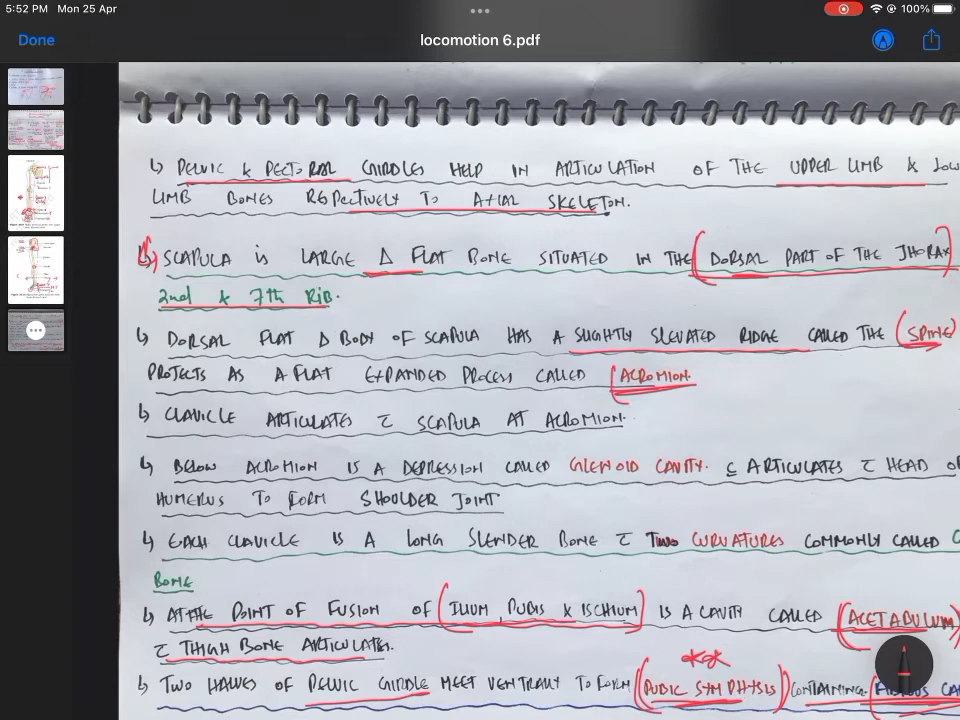 5:52 PM Mon 25 Apr
100%
Done
locomotion 6.pdf
↳ PELVIC & PECTORAL GIRDLES HELP IN ARTICULATION OF THE UPPER LIMB & LOW
LIMB BONES RESPECTIVELY TO AXIAL SKELETON.
↳ SCAPULA IS LARGE Δ FLAT BONE SITUATED IN THE (DORSAL PART OF THE THORAX)
2nd & 7th RIB.
↳ DORSAL FLAT Δ BODY OF SCAPULA HAS A SLIGHTLY ELEVATED RIDGE CALLED THE (SPINE)
PROJECTS AS A FLAT EXPANDED PROCESS CALLED (ACROMION.
↳ CLAVICLE ARTICULATES C̄ SCAPULA AT ACROMION.
↳ BELOW ACROMION IS A DEPRESSION CALLED GLENOID CAVITY. C̲ ARTICULATES C̄ HEAD OF
HUMERUS TO FORM SHOULDER JOINT
↳ EACH CLAVICLE IS A LONG SLENDER BONE C̄ TWO CURVATURES COMMONLY CALLED
BONE
↳ AT THE POINT OF FUSION OF (ILIUM, PUBIS & ISCHIUM) IS A CAVITY CALLED (ACETABULUM)
C̄ THIGH BONE ARTICULATES.
↳ TWO HALVES OF PELVIC GIRDLE MEET VENTRALLY TO FORM (PUBIC SYMPHYSIS) CONTAINING